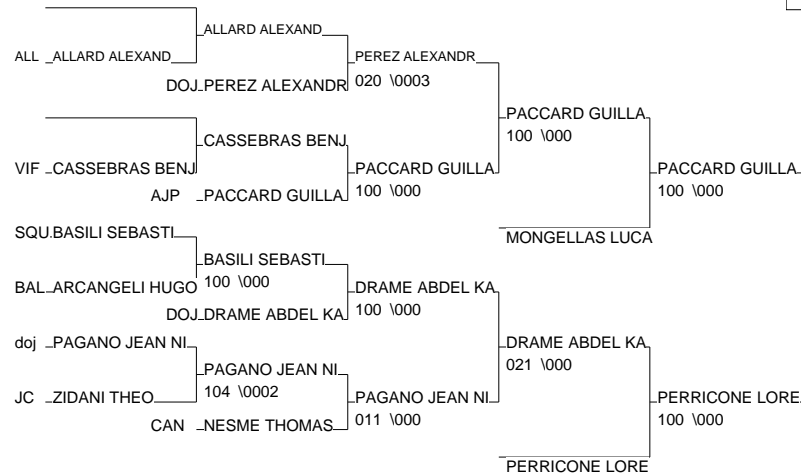 ALLARD ALEXAND
ALL ALLARD ALEXAND
PEREZ ALEXANDR
DOJ PEREZ ALEXANDR
020 \0003
PACCARD GUILLA
100 \000
CASSEBRAS BENJ
VIF CASSEBRAS BENJ
PACCARD GUILLA
100 \000
PACCARD GUILLA
100 \000
AJP PACCARD GUILLA
SQU BASILI SEBASTI
MONGELLAS LUCA
BASILI SEBASTI
100 \000
BAL ARCANGELI HUGO
DRAME ABDEL KA
100 \000
DOJ DRAME ABDEL KA
doj PAGANO JEAN NI
DRAME ABDEL KA
021 \000
PAGANO JEAN NI
104 \0002
JC ZIDANI THEO
PAGANO JEAN NI
011 \000
PERRICONE LORE
100 \000
CAN NESME THOMAS
PERRICONE LORE